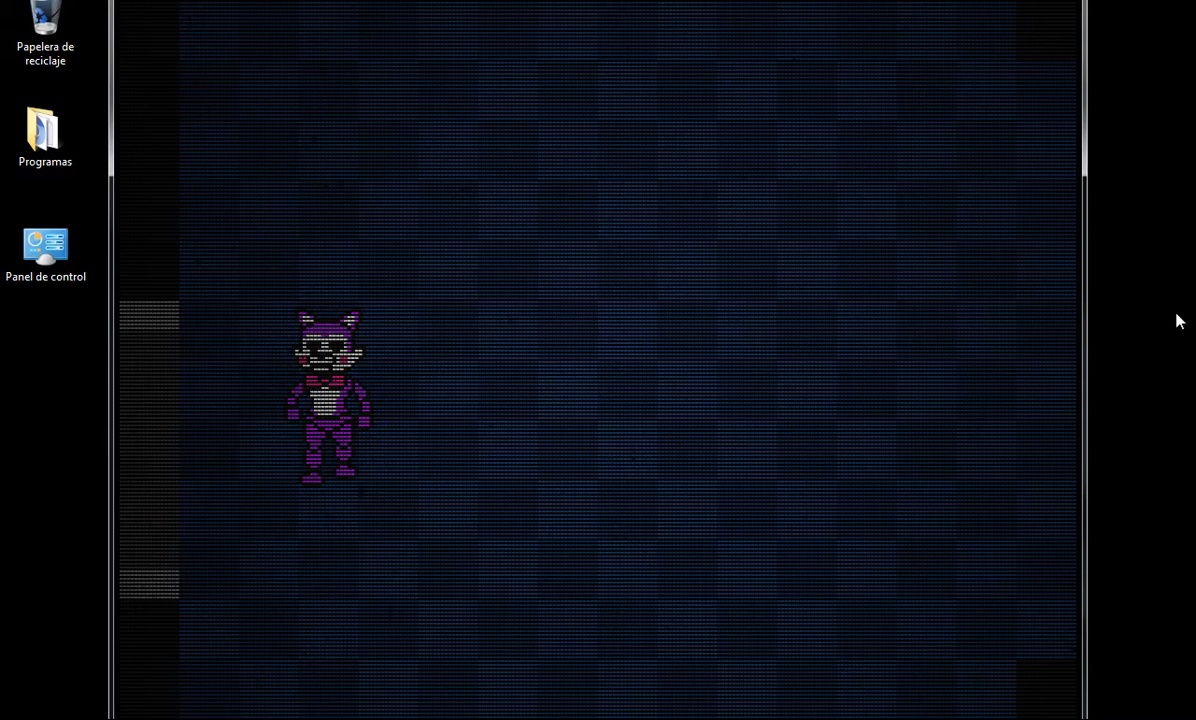 Papelera de
reciclaje
Programas
Panel de control